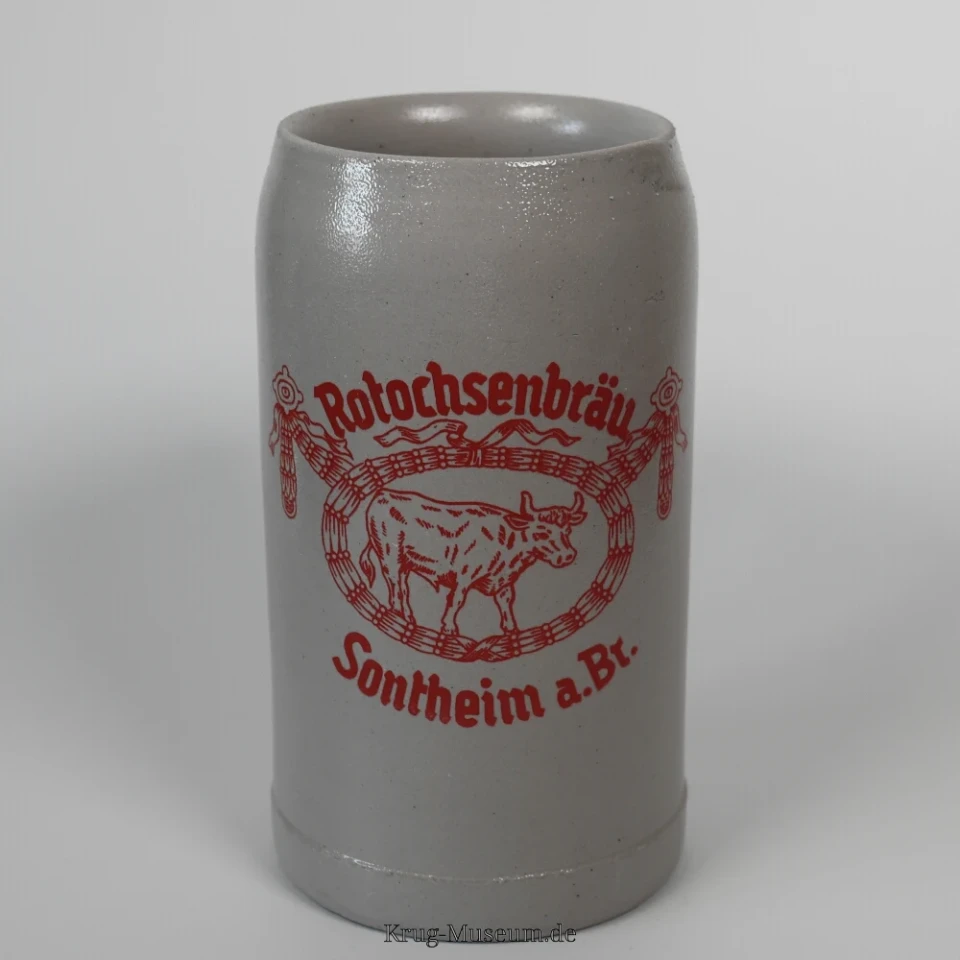 Rotochsenbräu
Sontheim a.Br.
Krug-Museum.de